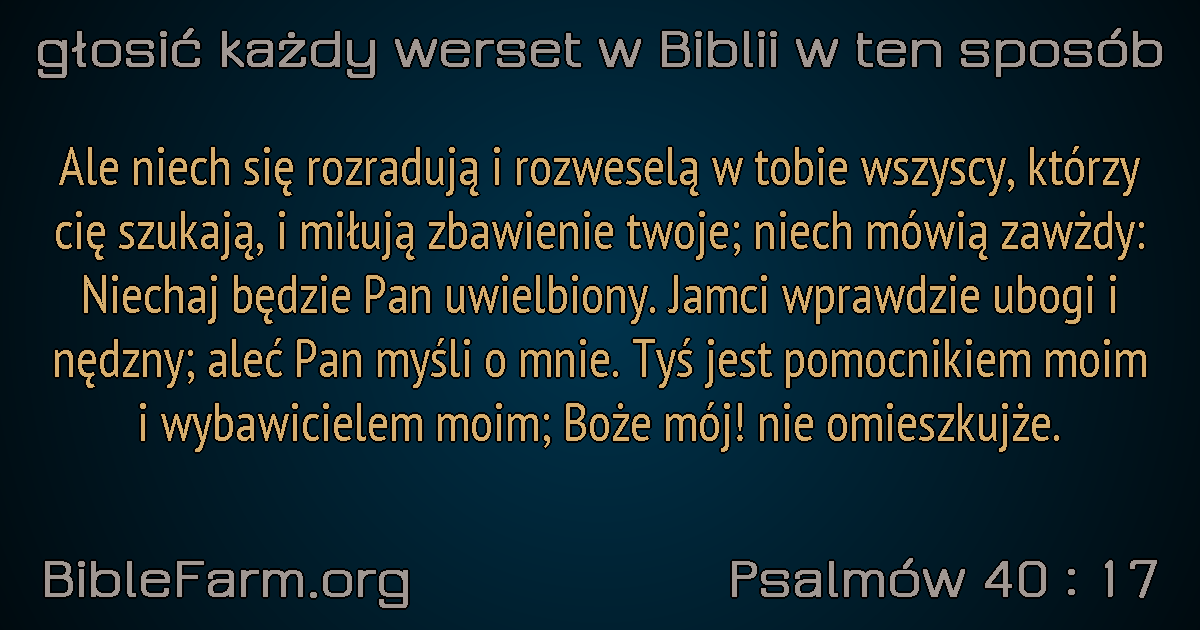 głosić każdy werset w Biblii w ten sposób
Ale niech się rozradują i rozweselą w tobie wszyscy, którzy
cię szukają, i miłują zbawienie twoje; niech mówią zawżdy:
Niechaj będzie Pan uwielbiony. Jamci wprawdzie ubogi i
nędzny; aleć Pan myśli o mnie. Tyś jest pomocnikiem moim
i wybawicielem moim; Boże mój! nie omieszkujże.
BibleFarm.org
Psalmów 40 : 17